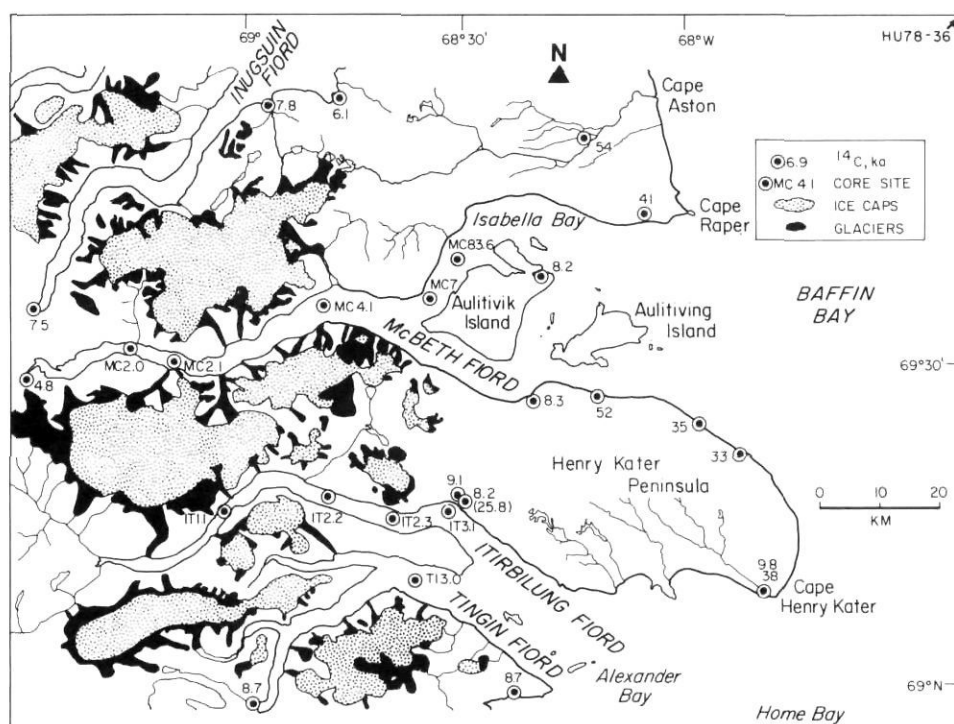 69°
68°30'
68°W
HU78-36
INUGSUIN
FIORD
N
Cape
Aston
7.8
6.1
54
6.9 14C, ka
MC 4.1 CORE SITE
ICE CAPS
GLACIERS
41
Cape
Raper
Isabella Bay
MC83.6
8.2
MC7
MC4.1
Aulitivik
Island
Aulitiving
Island
BAFFIN
BAY
7.5
MC2.0
MC2.1
McBETH FIORD
69°30'
4.8
8.3
52
35
33
Henry Kater
Peninsula
0 10 20
KM
9.1
8.2
(25.8)
IT1.1
IT2.2
IT2.3
IT3.1
ITIRBILUNG FIORD
9.8
38
Cape
Henry Kater
T13.0
TINGIN FIORD
Alexander
Bay
8.7
8.7
69°N
Home Bay